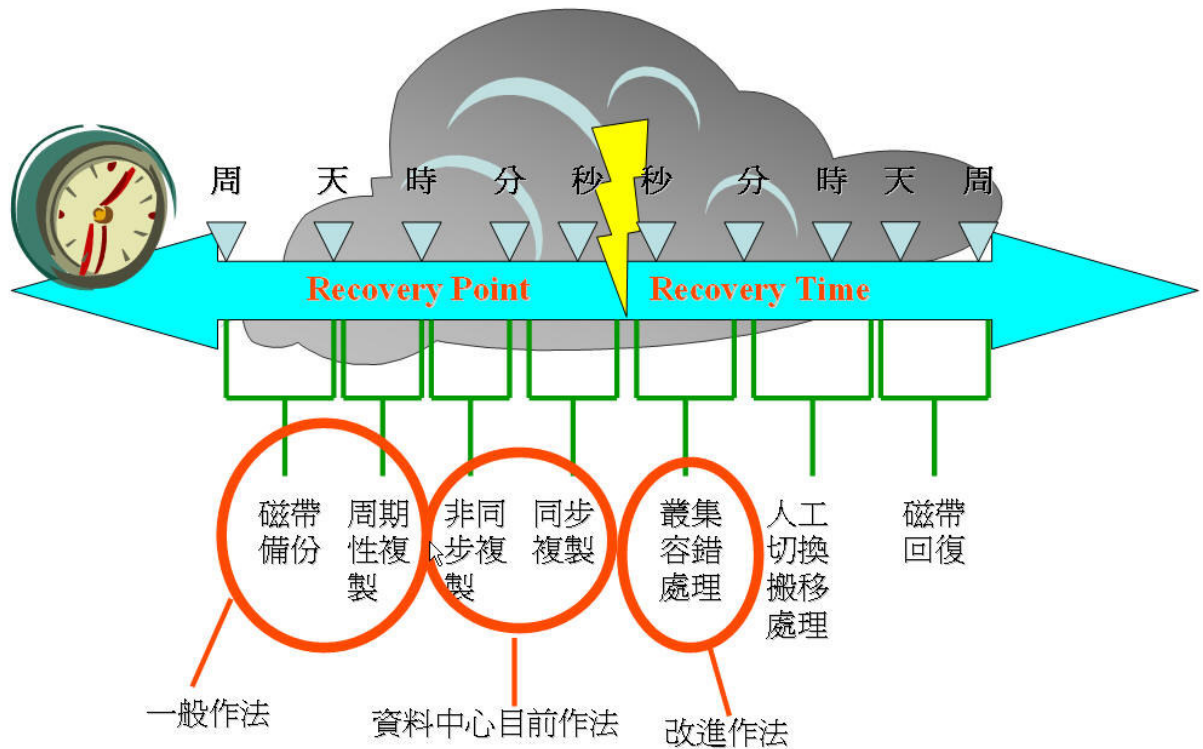 周 天 時 分 秒 秒 分 時 天 周
Recovery Point Recovery Time
磁帶
備份
周期
性複
製
非同
步複
製
同步
複製
叢集
容錯
處理
人工
切換
搬移
處理
磁帶
回復
一般作法
資料中心目前作法
改進作法